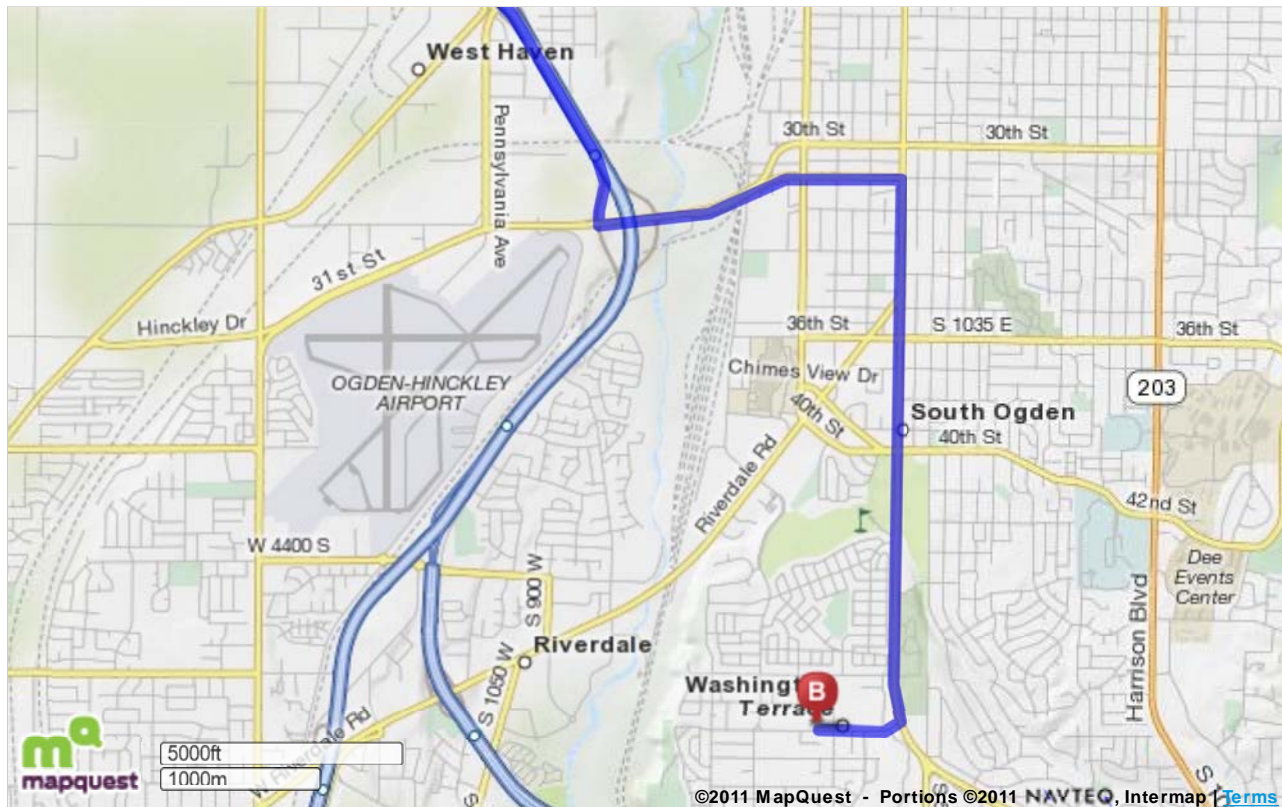 West Haven
Pennsylvania Ave
30th St
30th St
31st St
Hinckley Dr
36th St
S 1035 E
36th St
Chimes View Dr
OGDEN-HINCKLEY
AIRPORT
203
40th St
South Ogden
40th St
Riverdale Rd
42nd St
W 4400 S
S 900 W
Dee
Events
Center
Harrison Blvd
Riverdale
S 1050 W
Terrace
B
W Riverdale Rd
mq
mapquest
5000ft
1000m
©2011 MapQuest - Portions ©2011 NAVTEQ, Intermap | Terms